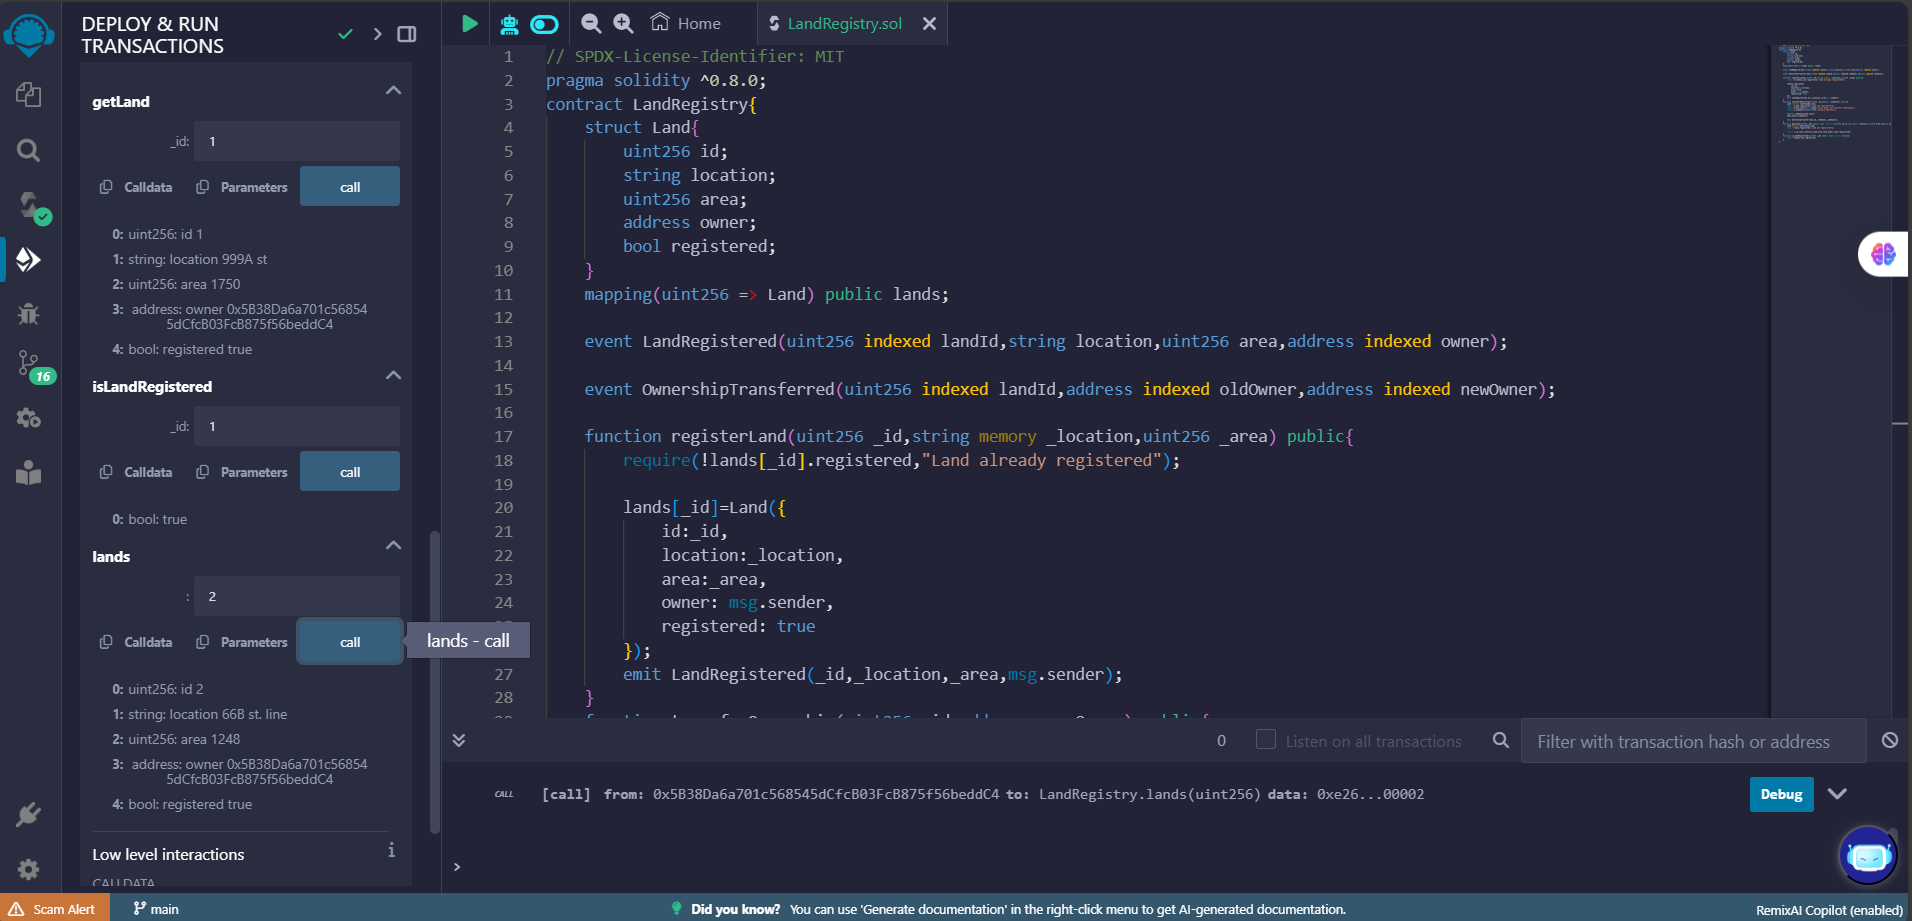 DEPLOY & RUN
TRANSACTIONS
getLand
_id: 1
Calldata Parameters call
0: uint256: id 1
1: string: location 999A st
2: uint256: area 1750
3: address: owner 0x5B38Da6a701c56854
5dCfcB03FcB875f56beddC4
4: bool: registered true
isLandRegistered
_id: 1
Calldata Parameters call
0: bool: true
lands
: 2
Calldata Parameters call
lands - call
0: uint256: id 2
1: string: location 66B st. line
2: uint256: area 1248
3: address: owner 0x5B38Da6a701c56854
5dCfcB03FcB875f56beddC4
4: bool: registered true
Low level interactions i
CALLDATA
16
Home LandRegistry.sol
1 // SPDX-License-Identifier: MIT
2 pragma solidity ^0.8.0;
3 contract LandRegistry{
4 struct Land{
5 uint256 id;
6 string location;
7 uint256 area;
8 address owner;
9 bool registered;
10 }
11 mapping(uint256 => Land) public lands;
12
13 event LandRegistered(uint256 indexed landId,string location,uint256 area,address indexed owner);
14
15 event OwnershipTransferred(uint256 indexed landId,address indexed oldOwner,address indexed newOwner);
16
17 function registerLand(uint256 _id,string memory _location,uint256 _area) public{
18 require(!lands[_id].registered,"Land already registered");
19
20 lands[_id]=Land({
21 id:_id,
22 location:_location,
23 area:_area,
24 owner: msg.sender,
registered: true
});
27 emit LandRegistered(_id,_location,_area,msg.sender);
28 }
0 Listen on all transactions Filter with transaction hash or address
CALL [call] from: 0x5B38Da6a701c568545dCfcB03FcB875f56beddC4 to: LandRegistry.lands(uint256) data: 0xe26...00002 Debug
>
Scam Alert main Did you know? You can use 'Generate documentation' in the right-click menu to get AI-generated documentation. RemixAI Copilot (enabled)